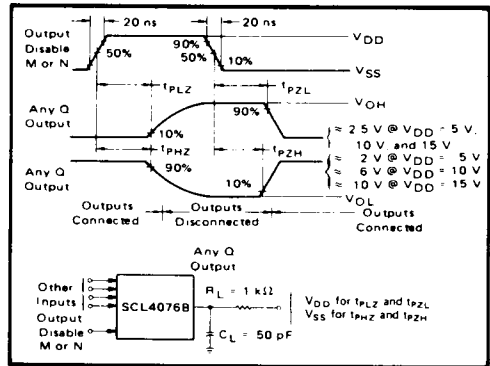 20 ns 20 ns
Output Disable M or N
50%
90%
50%
10%
VDD
VSS
tPLZ tPZL
VOH
Any Q Output
10%
90%
≈ 2.5 V @ VDD = 5 V,
10 V, and 15 V
tPHZ tPZH
Any Q Output
90%
10%
≈ 2 V @ VDD = 5 V
≈ 6 V @ VDD = 10 V
≈ 10 V @ VDD = 15 V
VOL
Outputs Connected
Outputs Disconnected
Outputs Connected
Any Q Output
Other Inputs
Output Disable M or N
SCL4076B
RL = 1 kΩ
CL = 50 pF
VDD for tPLZ and tPZL
VSS for tPHZ and tPZH